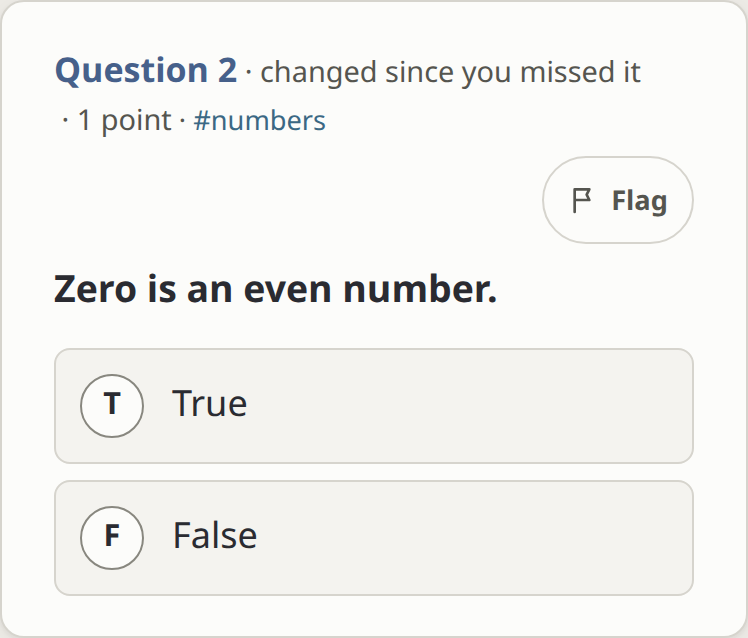 Question 2 · changed since you missed it
· 1 point · #numbers
Flag
Zero is an even number.
T True
F False